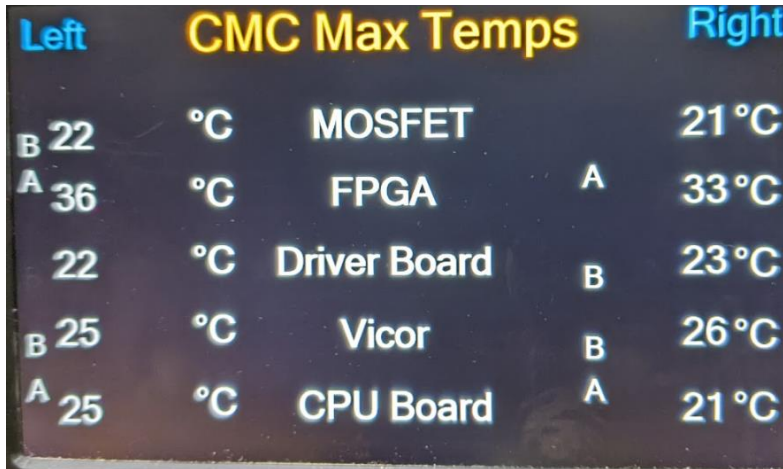 Left CMC Max Temps Right
B 22 °C MOSFET 21°C
A 36 °C FPGA A 33°C
22 °C Driver Board B 23°C
B 25 °C Vicor B 26°C
A 25 °C CPU Board A 21°C